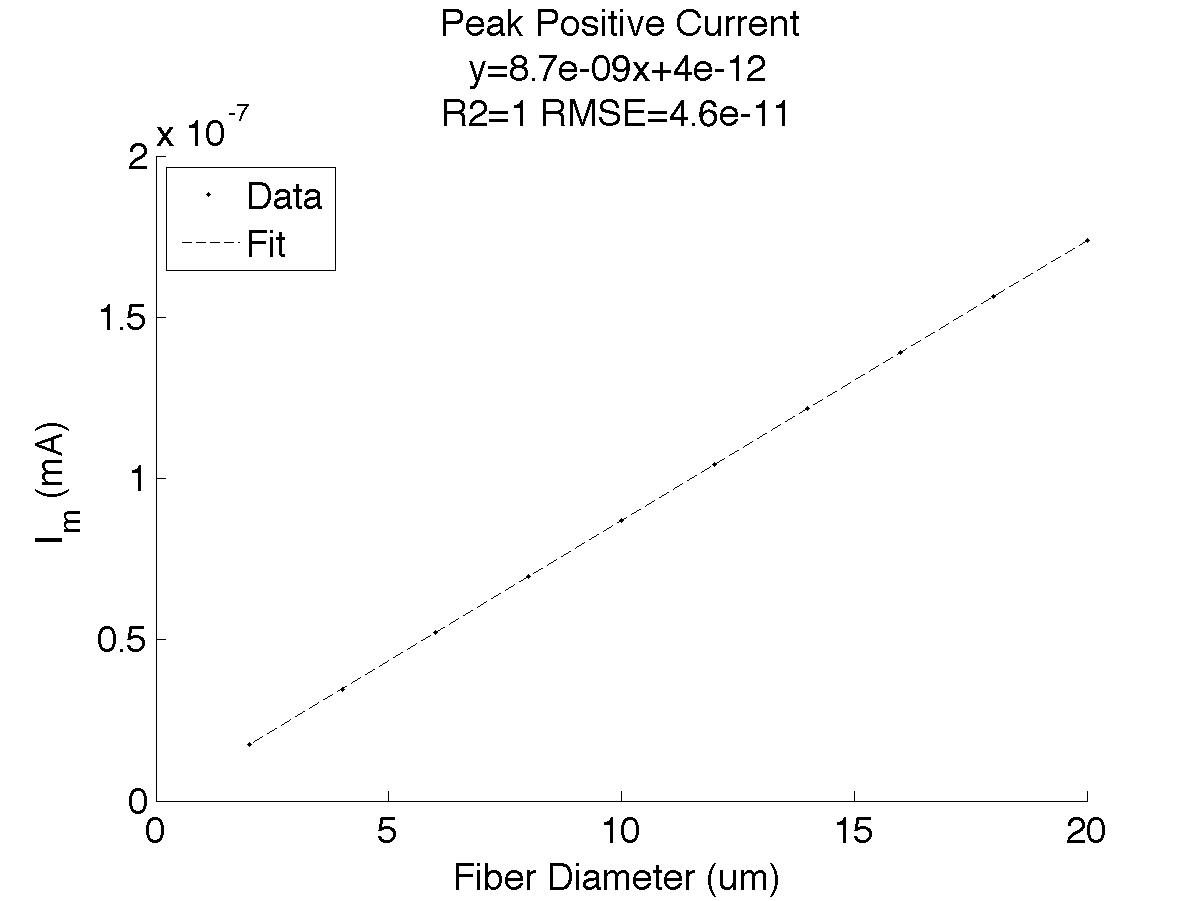 Peak Positive Current
y=8.7e-09x+4e-12
R2=1 RMSE=4.6e-11
x 10^-7
2
Data
Fit
1.5
1
0.5
0
I_m (mA)
0 5 10 15 20
Fiber Diameter (um)